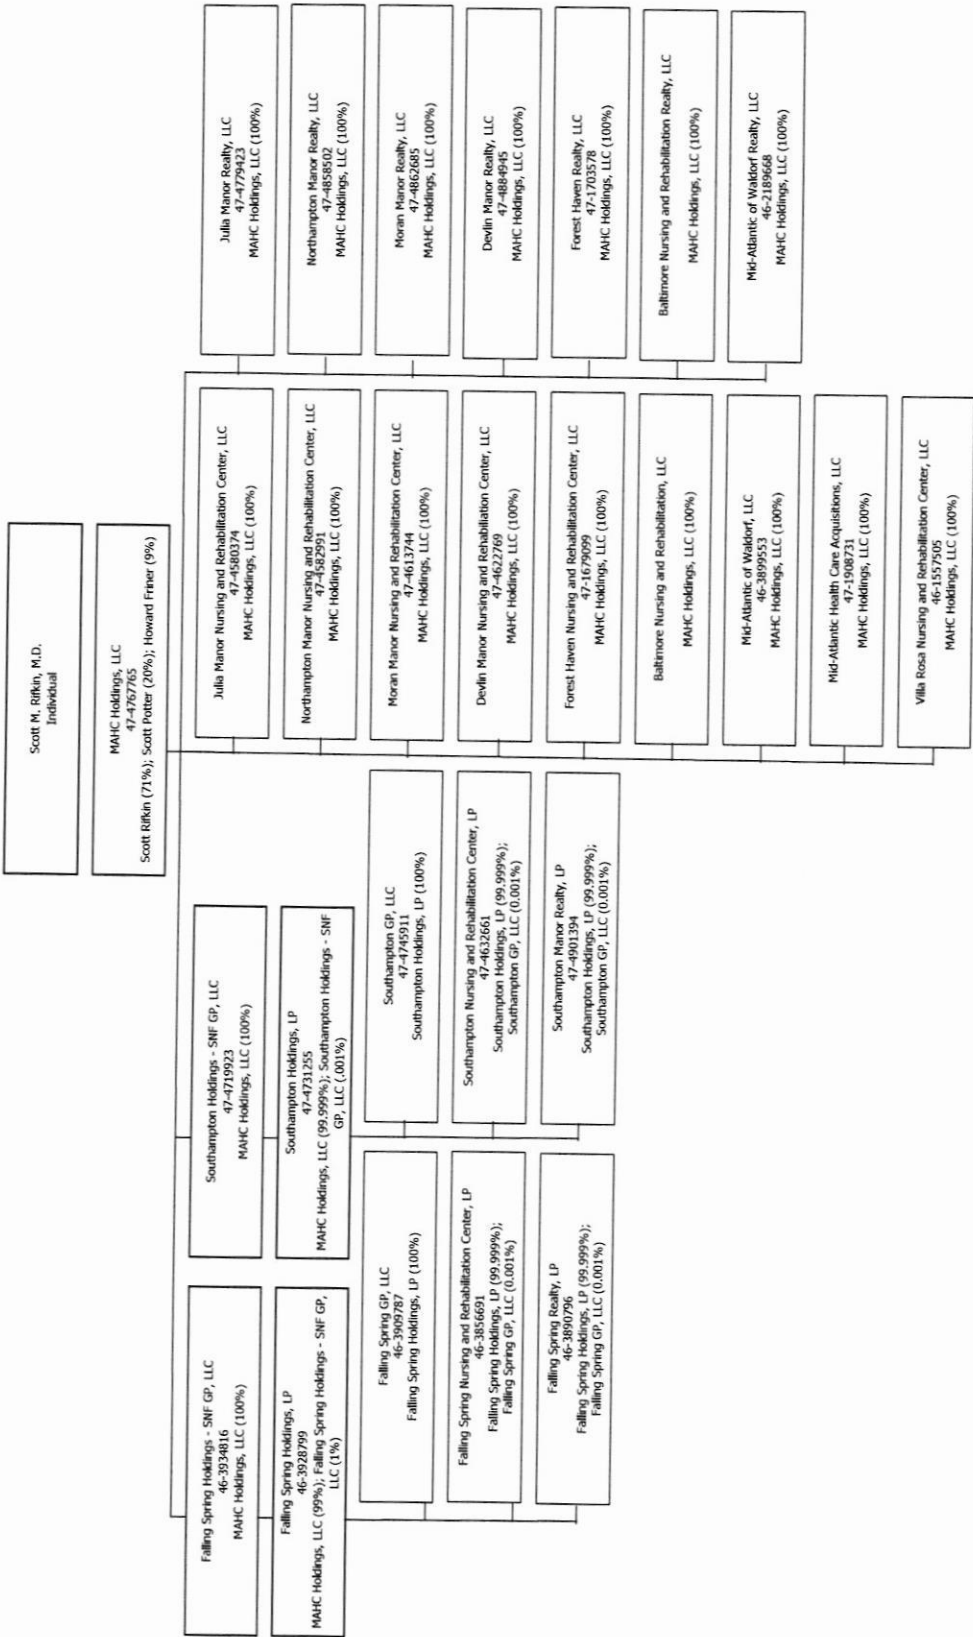 Scott M. Rifkin, M.D.
Individual
MAHC Holdings, LLC
47-4767765
Scott Rifkin (71%); Scott Potter (20%); Howard Friner (9%)
Falling Spring Holdings - SNF GP, LLC
46-3934816
MAHC Holdings, LLC (100%)
Falling Spring Holdings, LP
46-3928799
MAHC Holdings, LLC (99%); Falling Spring Holdings - SNF GP,
LLC (1%)
Falling Spring GP, LLC
46-3909787
Falling Spring Holdings, LP (100%)
Falling Spring Nursing and Rehabilitation Center, LP
46-3856691
Falling Spring Holdings, LP (99.999%);
Falling Spring GP, LLC (0.001%)
Falling Spring Realty, LP
46-3890796
Falling Spring Holdings, LP (99.999%);
Falling Spring GP, LLC (0.001%)
Southampton Holdings - SNF GP, LLC
47-4719923
MAHC Holdings, LLC (100%)
Southampton Holdings, LP
47-4731255
MAHC Holdings, LLC (99.999%); Southampton Holdings - SNF
GP, LLC (.001%)
Southampton GP, LLC
47-4745911
Southampton Holdings, LP (100%)
Southampton Nursing and Rehabilitation Center, LP
47-4632661
Southampton Holdings, LP (99.999%);
Southampton GP, LLC (0.001%)
Southampton Manor Realty, LP
47-4901394
Southampton Holdings, LP (99.999%);
Southampton GP, LLC (0.001%)
Julia Manor Nursing and Rehabilitation Center, LLC
47-4580374
MAHC Holdings, LLC (100%)
Northampton Manor Nursing and Rehabilitation Center, LLC
47-4582991
MAHC Holdings, LLC (100%)
Moran Manor Nursing and Rehabilitation Center, LLC
47-4613744
MAHC Holdings, LLC (100%)
Devlin Manor Nursing and Rehabiliation Center, LLC
47-4622769
MAHC Holdings, LLC (100%)
Forest Haven Nursing and Rehabilitation Center, LLC
47-1679099
MAHC Holdings, LLC (100%)
Baltimore Nursing and Rehabilitation, LLC
MAHC Holdings, LLC (100%)
Mid-Atlantic of Waldorf, LLC
46-3899553
MAHC Holdings, LLC (100%)
Mid-Atlantic Health Care Acquisitions, LLC
47-1908731
MAHC Holdings, LLC (100%)
Villa Rosa Nursing and Rehabilitation Center, LLC
46-1557505
MAHC Holdings, LLC (100%)
Julia Manor Realty, LLC
47-4779423
MAHC Holdings, LLC (100%)
Northampton Manor Realty, LLC
47-4858502
MAHC Holdings, LLC (100%)
Moran Manor Realty, LLC
47-4862685
MAHC Holdings, LLC (100%)
Devlin Manor Realty, LLC
47-4884945
MAHC Holdings, LLC (100%)
Forest Haven Realty, LLC
47-1703578
MAHC Holdings, LLC (100%)
Baltimore Nursing and Rehabilitation Realty, LLC
MAHC Holdings, LLC (100%)
Mid-Atlantic of Waldorf Realty, LLC
46-2189668
MAHC Holdings, LLC (100%)